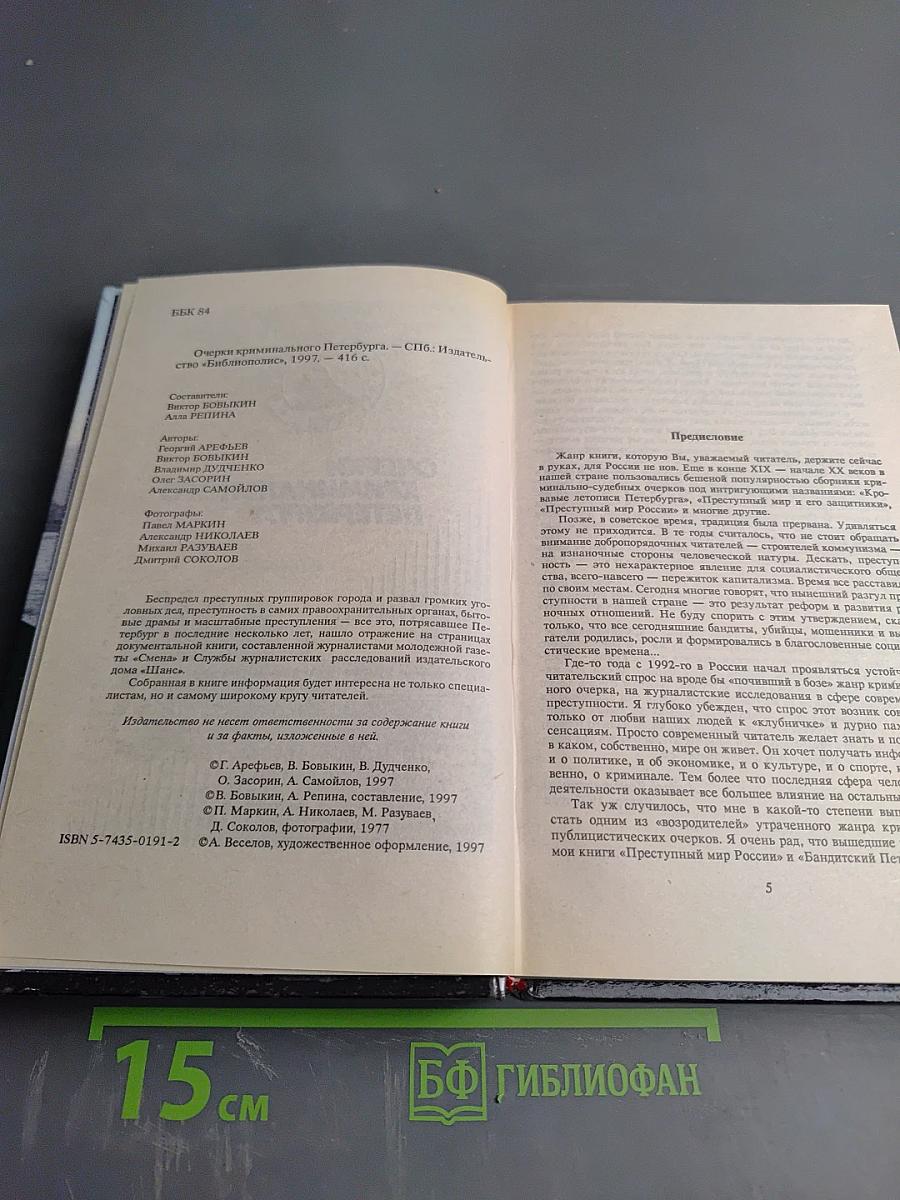 ББК 84
Очерки криминального Петербурга. — СПб.: Издатель-
ство «Библиополис», 1997. — 416 с.
Составители:
Виктор БОВЫКИН
Алла РЕПИНА
Авторы:
Георгий АРЕФЬЕВ
Виктор БОВЫКИН
Владимир ДУДЧЕНКО
Олег ЗАСОРИН
Александр САМОЙЛОВ
Фотографы:
Павел МАРКИН
Александр НИКОЛАЕВ
Михаил РАЗУВАЕВ
Дмитрий СОКОЛОВ
Беспредел преступных группировок города и развал громких уго-
ловных дел, преступность в самих правоохранительных органах, быто-
вые драмы и масштабные преступления — все это, потрясавшее Пе-
тербург в последние несколько лет, нашло отражение на страницах
документальной книги, составленной журналистами молодежной газе-
ты «Смена» и Службы журналистских расследований издательского
дома «Шанс».
Собранная в книге информация будет интересна не только специа-
листам, но и самому широкому кругу читателей.
Издательство не несет ответственности за содержание книги
и за факты, изложенные в ней.
©Г. Арефьев, В. Бовыкин, В. Дудченко,
О. Засорин, А. Самойлов, 1997
©В. Бовыкин, А. Репина, составление, 1997
©П. Маркин, А. Николаев, М. Разуваев,
Д. Соколов, фотографии, 1977
ISBN 5-7435-0191-2 ©А. Веселов, художественное оформление, 1997
Предисловие
Жанр книги, которую Вы, уважаемый читатель, держите сейчас
в руках, для России не нов. Еще в конце XIX — начале XX веков в
нашей стране пользовались бешеной популярностью сборники кри-
минально-судебных очерков под интригующими названиями: «Кро-
вавые летописи Петербурга», «Преступный мир и его защитники»,
«Преступный мир России» и многие другие.
Позже, в советское время, традиция была прервана. Удивляться
этому не приходится. В те годы считалось, что не стоит обращать
внимание добропорядочных читателей — строителей коммунизма —
на изнаночные стороны человеческой натуры. Дескать, преступ-
ность — это нехарактерное явление для социалистического обще
ства, всего-навсего — пережиток капитализма. Время все расстави
по своим местам. Сегодня многие говорят, что нынешний разгул пр
ступности в нашей стране — это результат реформ и развития р
ночных отношений. Не буду спорить с этим утверждением, ска
только, что все сегодняшние бандиты, убийцы, мошенники и вы
гатели родились, росли и формировались в благословенные соци
стические времена...
Где-то года с 1992-го в России начал проявляться устойч
читательский спрос на вроде бы «почивший в бозе» жанр крими
ного очерка, на журналистские исследования в сфере соврем
преступности. Я глубоко убежден, что спрос этот возник сов
только от любви наших людей к «клубничке» и дурно пах
сенсациям. Просто современный читатель желает знать и по
в каком, собственно, мире он живет. Он хочет получать инфо
и о политике, и об экономике, и о культуре, и о спорте, и
венно, о криминале. Тем более что последняя сфера чело
деятельности оказывает все большее влияние на остальны
Так уж случилось, что мне в какой-то степени вып
стать одним из «возродителей» утраченного жанра кри
публицистических очерков. Я очень рад, что вышедшие
мои книги «Преступный мир России» и «Бандитский Пет
5
15 см
БФ ГИБЛИОФАН